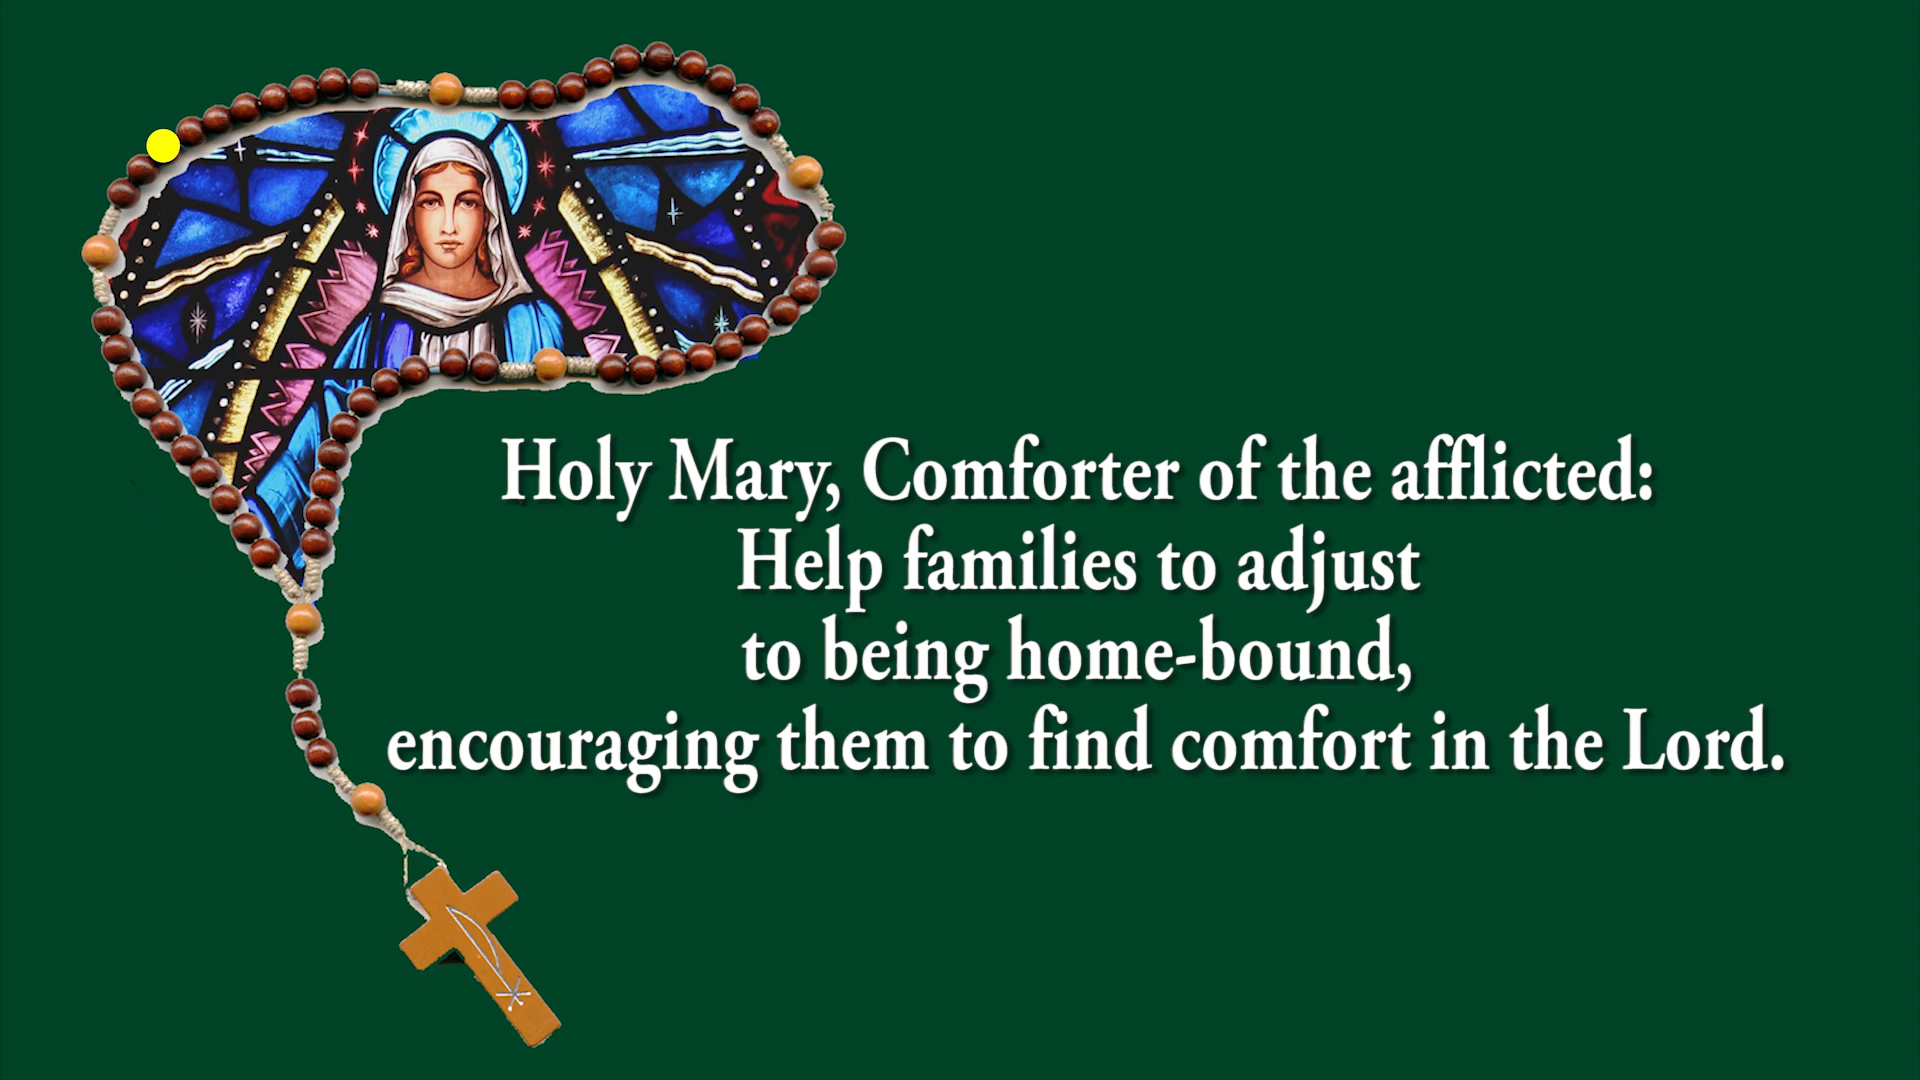 Holy Mary, Comforter of the afflicted:
Help families to adjust
to being home-bound,
encouraging them to find comfort in the Lord.